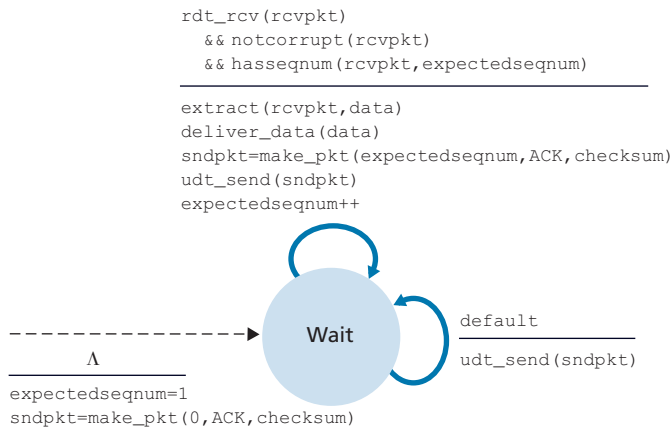 rdt_rcv(rcvpkt)
&& notcorrupt(rcvpkt)
&& hasseqnum(rcvpkt,expectedseqnum)
extract(rcvpkt,data)
deliver_data(data)
sndpkt=make_pkt(expectedseqnum,ACK,checksum)
udt_send(sndpkt)
expectedseqnum++
Wait
default
udt_send(sndpkt)
Λ
expectedseqnum=1
sndpkt=make_pkt(0,ACK,checksum)